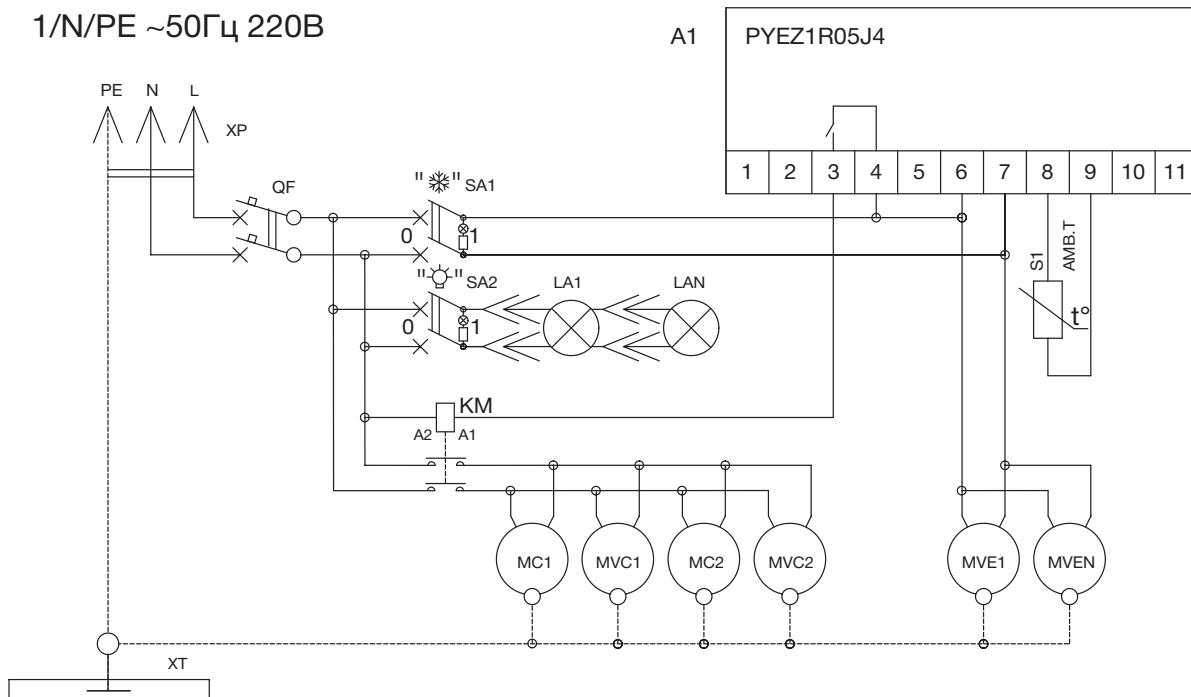 1/N/PE ~50Гц 220В
A1 PYEZ1R05J4
PE N L
XP
1 2 3 4 5 6 7 8 9 10 11
QF
" " SA1
0 1
S1
AMB.T
t°
" " SA2
LA1
LAN
0 1
KM
A2 A1
MC1 MVC1 MC2 MVC2 MVE1 MVEN
XT